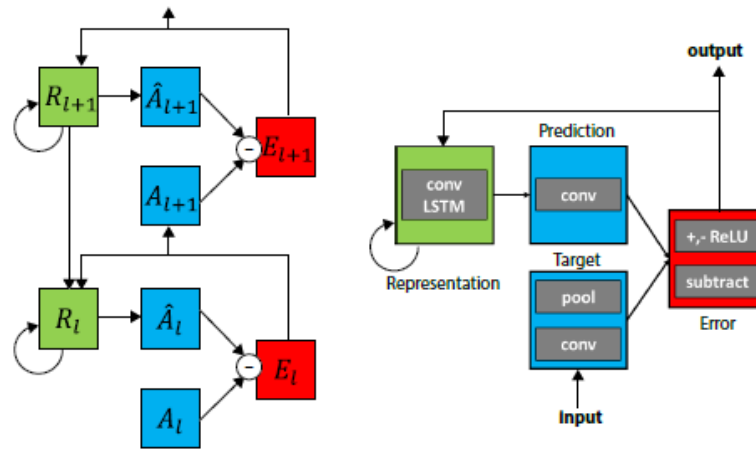 R_{l+1}
Â_{l+1}
-
E_{l+1}
A_{l+1}
R_l
Â_l
-
E_l
A_l
output
Prediction
conv
LSTM
conv
+,- ReLU
Target
Representation
subtract
pool
Error
conv
input